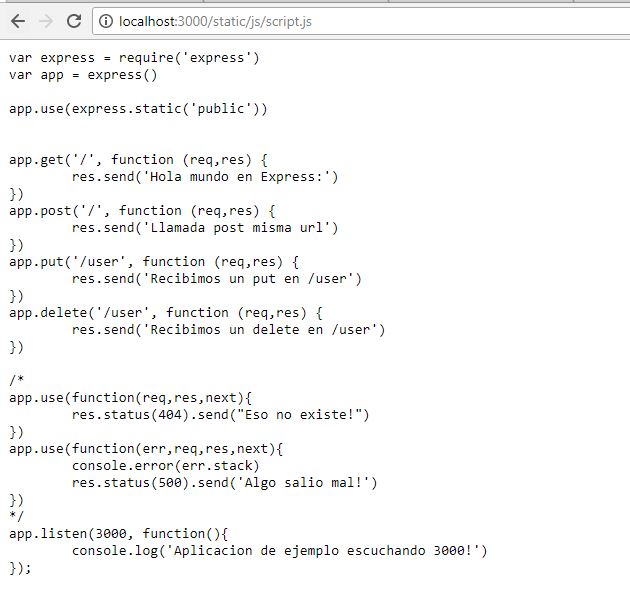 localhost:3000/static/js/script.js
var express = require('express')
var app = express()
app.use(express.static('public'))
app.get('/', function (req,res) {
res.send('Hola mundo en Express:')
})
app.post('/', function (req,res) {
res.send('Llamada post misma url')
})
app.put('/user', function (req,res) {
res.send('Recibimos un put en /user')
})
app.delete('/user', function (req,res) {
res.send('Recibimos un delete en /user')
})
/*
app.use(function(req,res,next){
res.status(404).send("Eso no existe!")
})
app.use(function(err,req,res,next){
console.error(err.stack)
res.status(500).send('Algo salio mal!')
})
*/
app.listen(3000, function(){
console.log('Aplicacion de ejemplo escuchando 3000!')
});